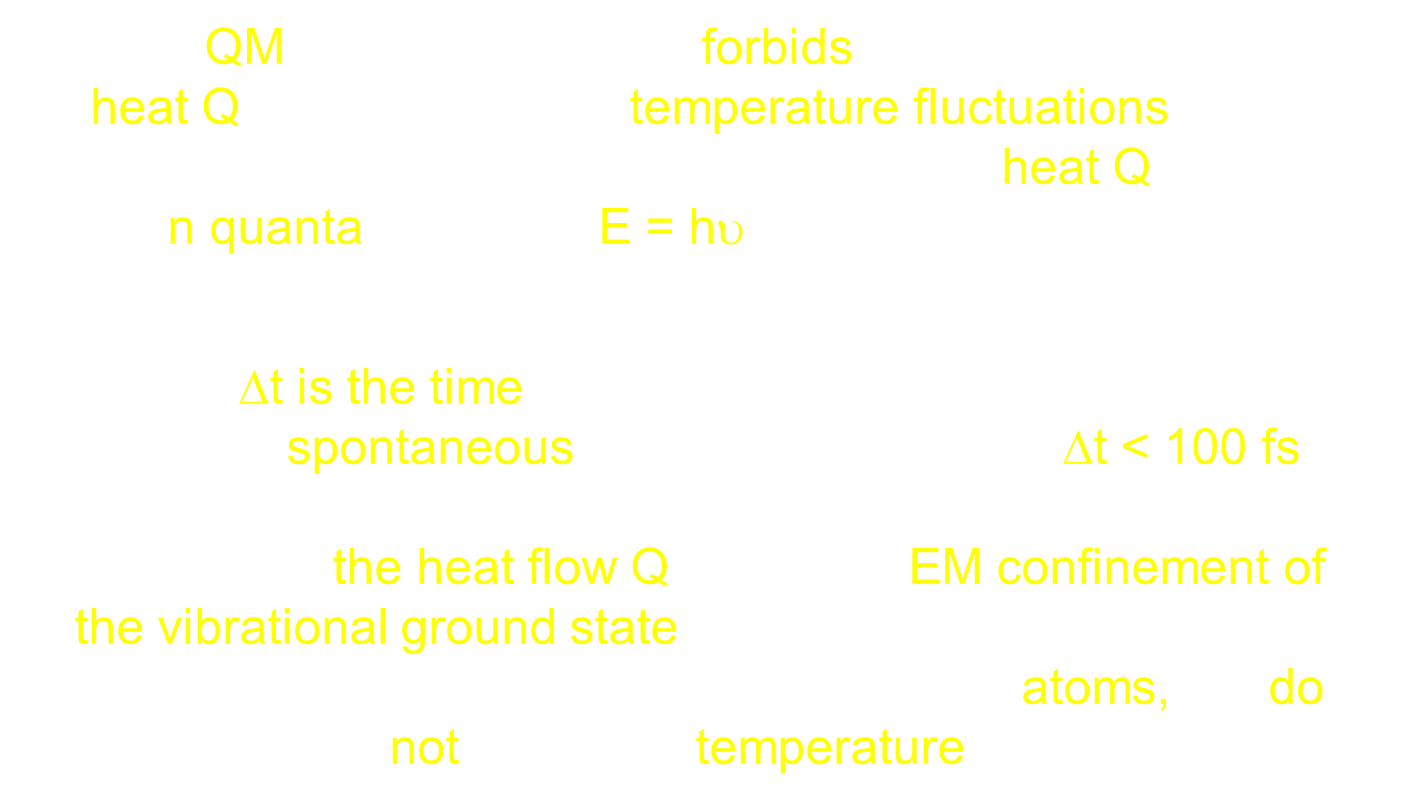 QM forbids
heat Q temperature fluctuations
heat Q
n quanta E = hυ
Δt is the time
spontaneous Δt < 100 fs
the heat flow Q EM confinement of
the vibrational ground state
atoms, do
not temperature